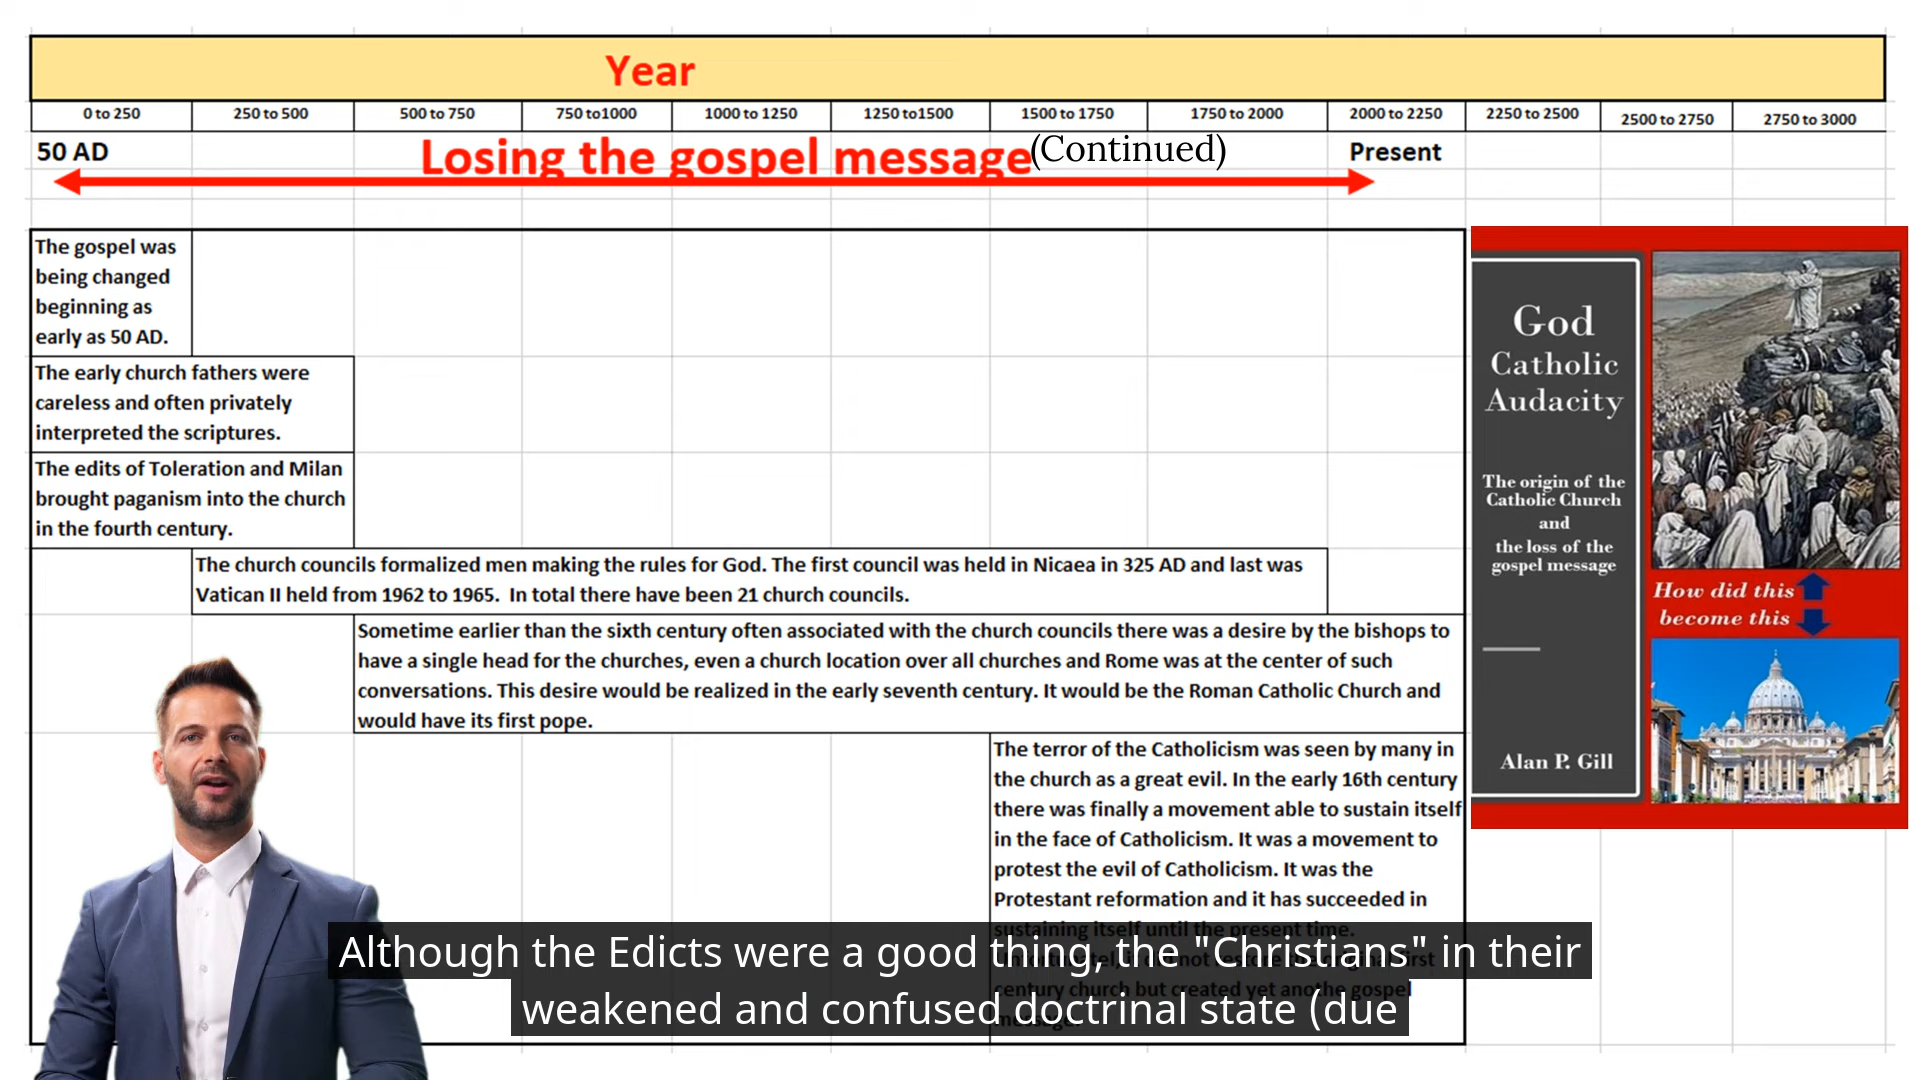 Year
0 to 250
250 to 500
500 to 750
750 to1000
1000 to 1250
1250 to1500
1500 to 1750
1750 to 2000
2000 to 2250
2250 to 2500
2500 to 2750
2750 to 3000
50 AD
Losing the gospel message
(Continued)
Present
The gospel was
being changed
beginning as
early as 50 AD.
The early church fathers were
careless and often privately
interpreted the scriptures.
The edits of Toleration and Milan
brought paganism into the church
in the fourth century.
The church councils formalized men making the rules for God. The first council was held in Nicaea in 325 AD and last was
Vatican II held from 1962 to 1965. In total there have been 21 church councils.
Sometime earlier than the sixth century often associated with the church councils there was a desire by the bishops to
have a single head for the churches, even a church location over all churches and Rome was at the center of such
conversations. This desire would be realized in the early seventh century. It would be the Roman Catholic Church and
would have its first pope.
The terror of the Catholicism was seen by many in
the church as a great evil. In the early 16th century
there was finally a movement able to sustain itself
in the face of Catholicism. It was a movement to
protest the evil of Catholicism. It was the
Protestant reformation and it has succeeded in
sustaining itself until the present time.
century church but created yet gospel
God
Catholic
Audacity
The origin of the
Catholic Church
and
the loss of the
gospel message
Alan P. Gill
How did this
become this
Although the Edicts were a good thing, the "Christians" in their
weakened and confused doctrinal state (due